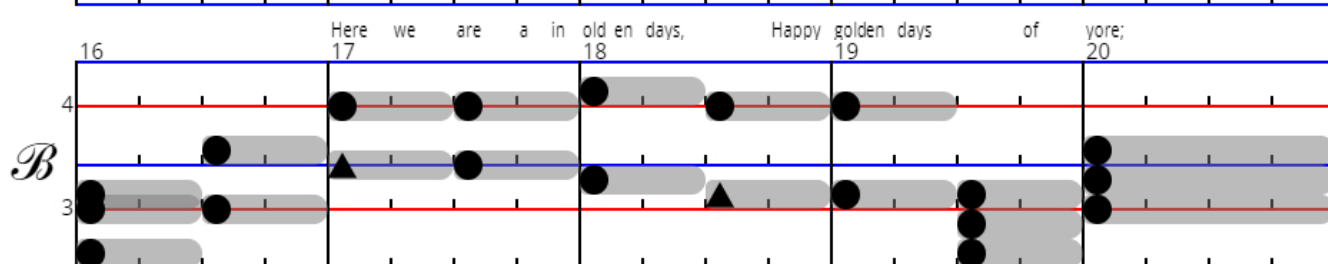 Here we are a in old en days, Happy golden days of yore;
16 17 18 19 20
4
B
3